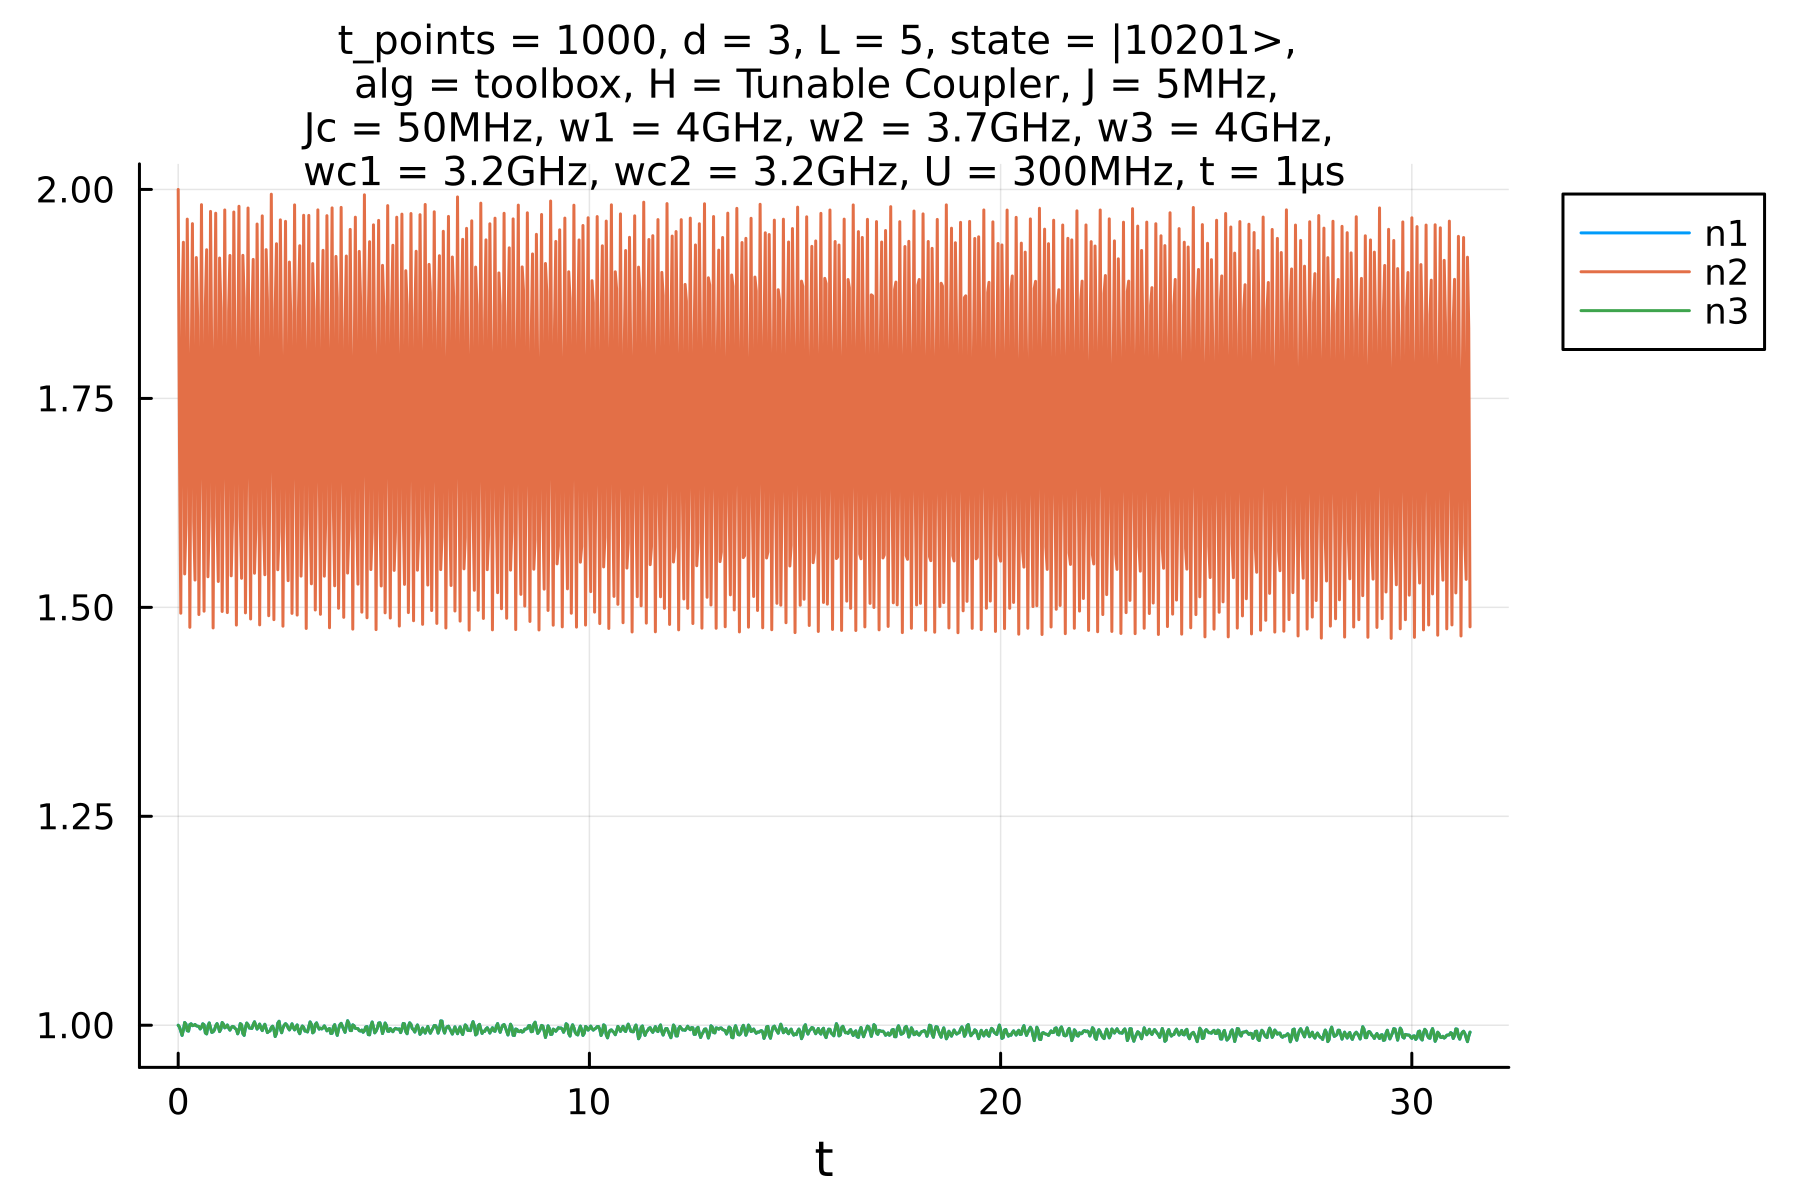 t_points = 1000, d = 3, L = 5, state = |10201>,
alg = toolbox, H = Tunable Coupler, J = 5MHz,
Jc = 50MHz, w1 = 4GHz, w2 = 3.7GHz, w3 = 4GHz,
wc1 = 3.2GHz, wc2 = 3.2GHz, U = 300MHz, t = 1μs
2.00
1.75
1.50
1.25
1.00
0
10
20
30
t
n1
n2
n3